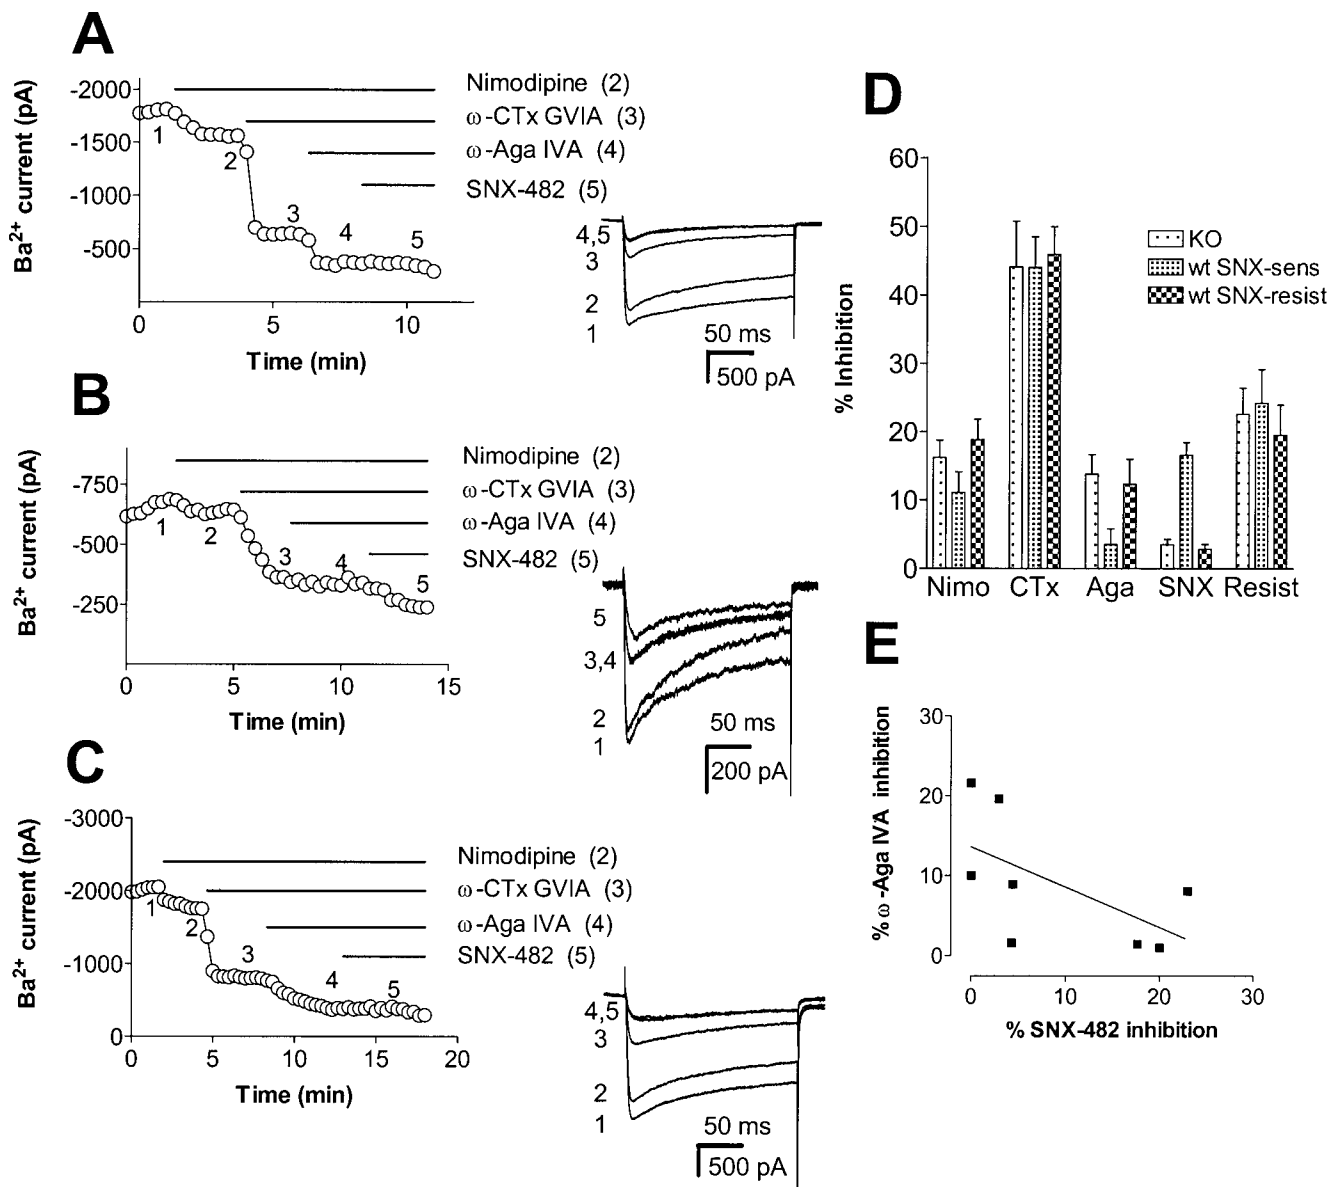 A
Ba2+ current (pA)
-2000
-1500
-1000
-500
0
5
10
Time (min)
1
2
3
4
5
Nimodipine (2)
ω-CTx GVIA (3)
ω-Aga IVA (4)
SNX-482 (5)
4,5
3
2
1
50 ms
500 pA
B
Ba2+ current (pA)
-750
-500
-250
0
5
10
15
Time (min)
1
2
3
4
5
Nimodipine (2)
ω-CTx GVIA (3)
ω-Aga IVA (4)
SNX-482 (5)
5
3,4
2
1
50 ms
200 pA
C
Ba2+ current (pA)
-3000
-2000
-1000
0
0
5
10
15
20
Time (min)
1
2
3
4
5
Nimodipine (2)
ω-CTx GVIA (3)
ω-Aga IVA (4)
SNX-482 (5)
4,5
3
2
1
50 ms
500 pA
D
% Inhibition
60
50
40
30
20
10
0
KO
wt SNX-sens
wt SNX-resist
Nimo CTx Aga SNX Resist
E
% ω-Aga IVA inhibition
30
20
10
0
0
10
20
30
% SNX-482 inhibition